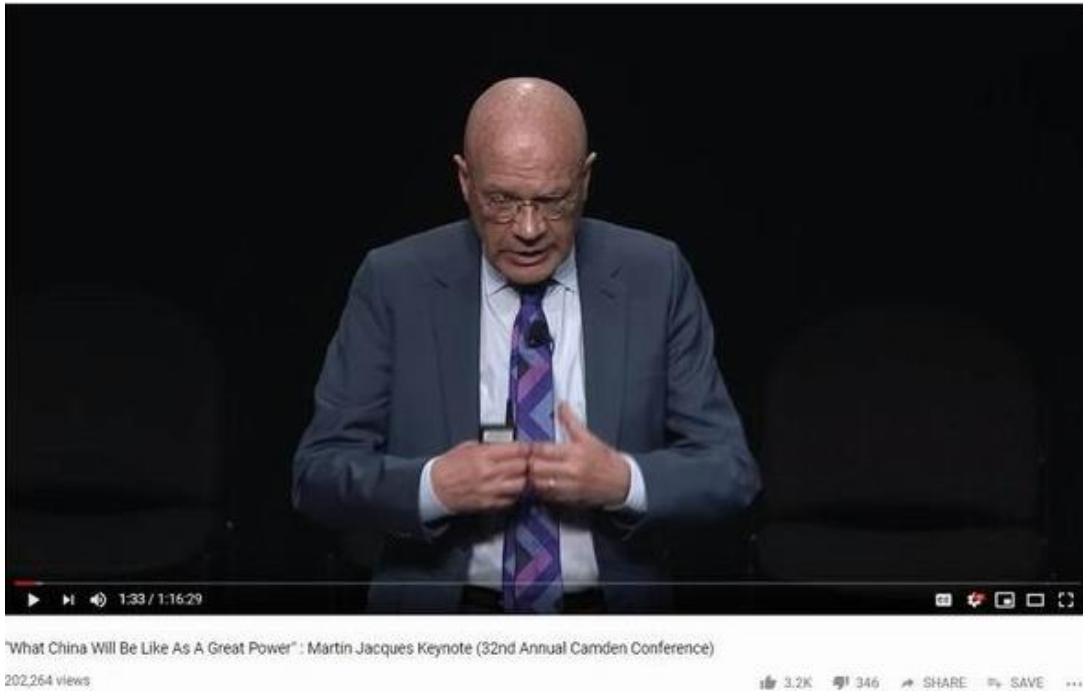 1:33 / 1:16:29
"What China Will Be Like As A Great Power" : Martin Jacques Keynote (32nd Annual Camden Conference)
202,264 views 3.2K 346 SHARE SAVE